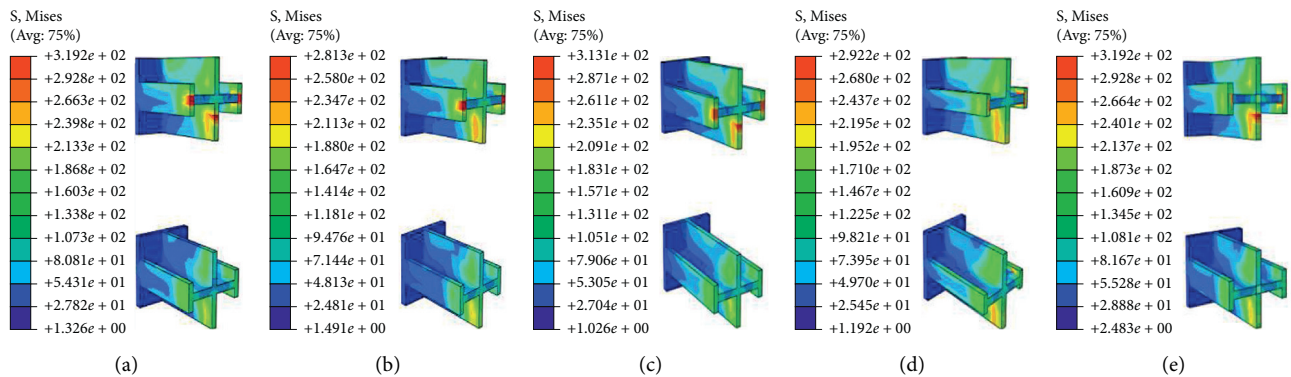 S, Mises
(Avg: 75%)
+3.192e + 02
+2.928e + 02
+2.663e + 02
+2.398e + 02
+2.133e + 02
+1.868e + 02
+1.603e + 02
+1.338e + 02
+1.073e + 02
+8.081e + 01
+5.431e + 01
+2.782e + 01
+1.326e + 00
(a)
S, Mises
(Avg: 75%)
+2.813e + 02
+2.580e + 02
+2.347e + 02
+2.113e + 02
+1.880e + 02
+1.647e + 02
+1.414e + 02
+1.181e + 02
+9.476e + 01
+7.144e + 01
+4.813e + 01
+2.481e + 01
+1.491e + 00
(b)
S, Mises
(Avg: 75%)
+3.131e + 02
+2.871e + 02
+2.611e + 02
+2.351e + 02
+2.091e + 02
+1.831e + 02
+1.571e + 02
+1.311e + 02
+1.051e + 02
+7.906e + 01
+5.305e + 01
+2.704e + 01
+1.026e + 00
(c)
S, Mises
(Avg: 75%)
+2.922e + 02
+2.680e + 02
+2.437e + 02
+2.195e + 02
+1.952e + 02
+1.710e + 02
+1.467e + 02
+1.225e + 02
+9.821e + 01
+7.395e + 01
+4.970e + 01
+2.545e + 01
+1.192e + 00
(d)
S, Mises
(Avg: 75%)
+3.192e + 02
+2.928e + 02
+2.664e + 02
+2.401e + 02
+2.137e + 02
+1.873e + 02
+1.609e + 02
+1.345e + 02
+1.081e + 02
+8.167e + 01
+5.528e + 01
+2.888e + 01
+2.483e + 00
(e)